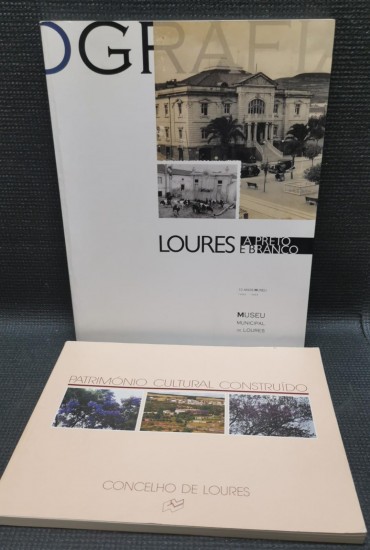 OGRAFIA
LOURES A PRETO
E BRANCO
MUSEU
MUNICIPAL
DE LOURES
PATRIMÓNIO CULTURAL CONSTRUÍDO
CONCELHO DE LOURES